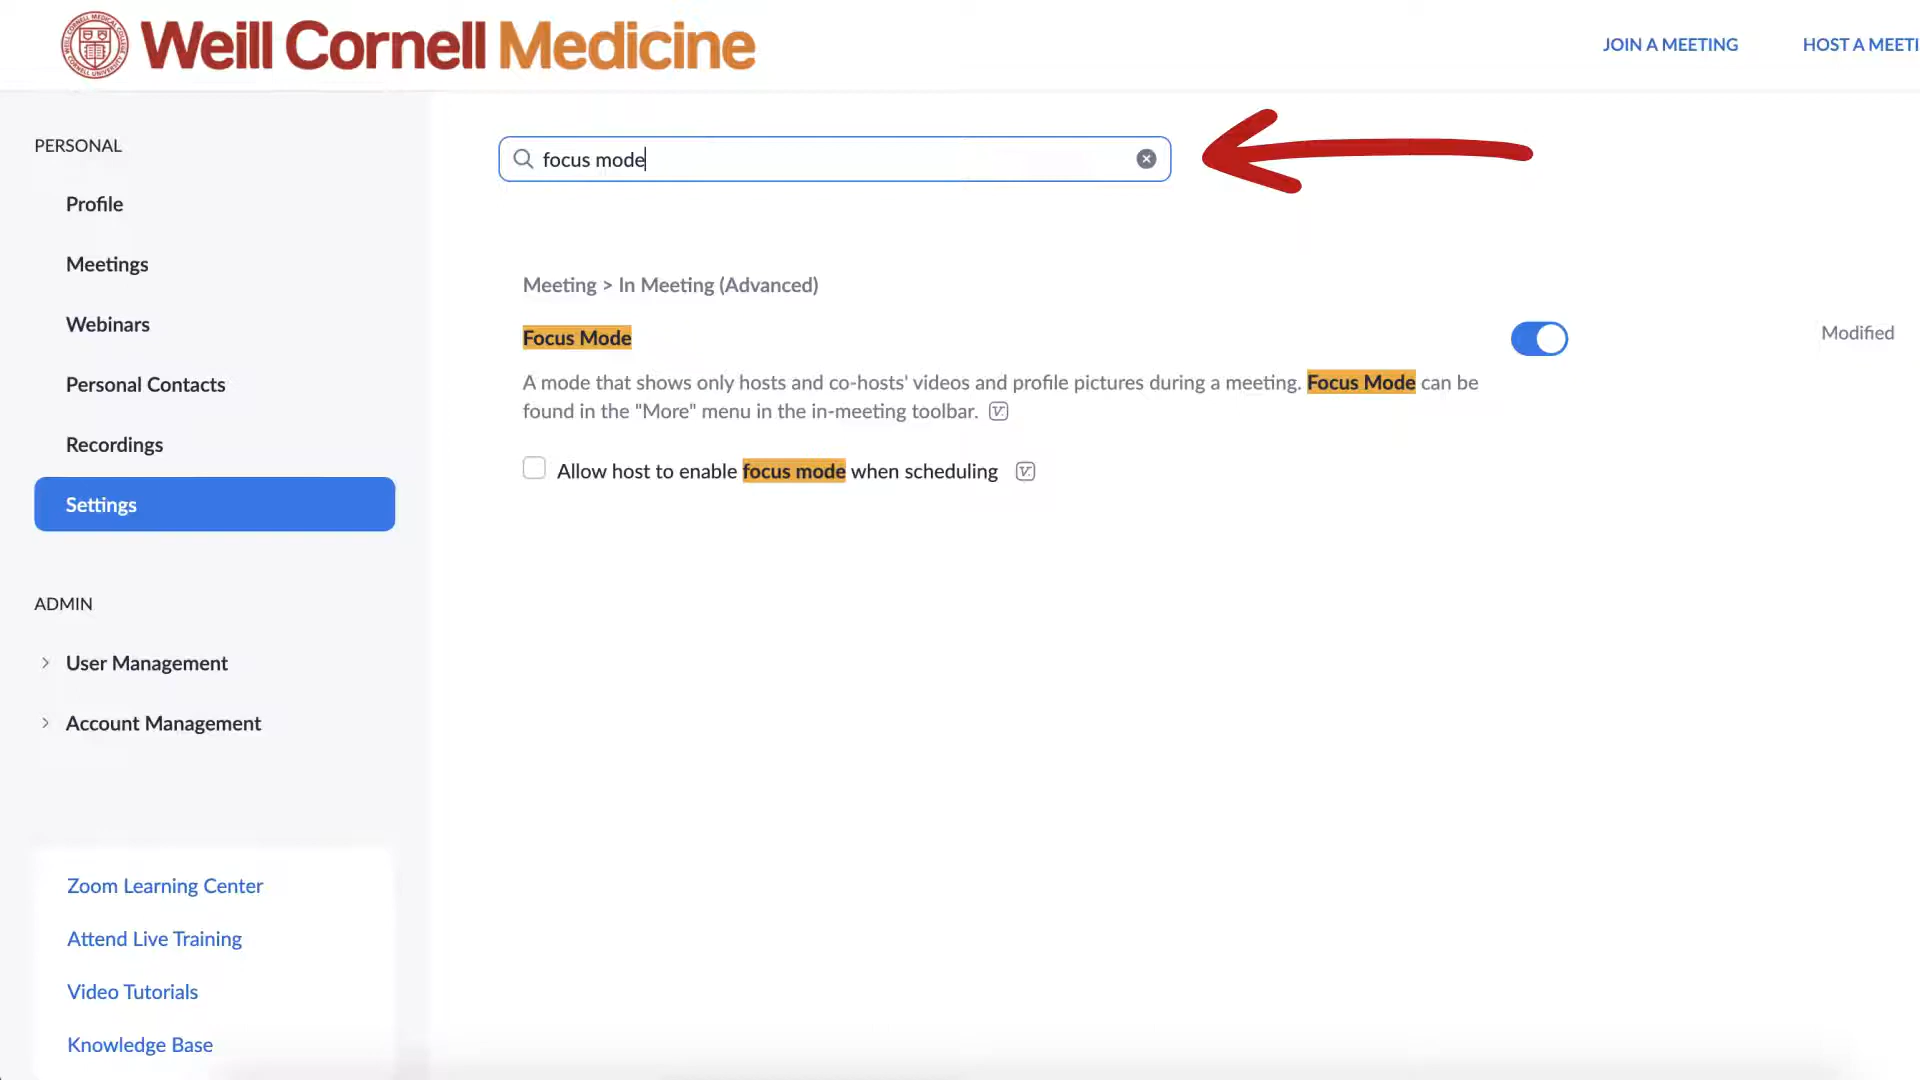 Weill Cornell Medicine
JOIN A MEETING
HOST A MEETI
PERSONAL
Profile
Meetings
Webinars
Personal Contacts
Recordings
Settings
ADMIN
User Management
Account Management
Zoom Learning Center
Attend Live Training
Video Tutorials
Knowledge Base
focus mode
Meeting > In Meeting (Advanced)
Focus Mode
Modified
A mode that shows only hosts and co-hosts' videos and profile pictures during a meeting. Focus Mode can be
found in the "More" menu in the in-meeting toolbar.
Allow host to enable focus mode when scheduling